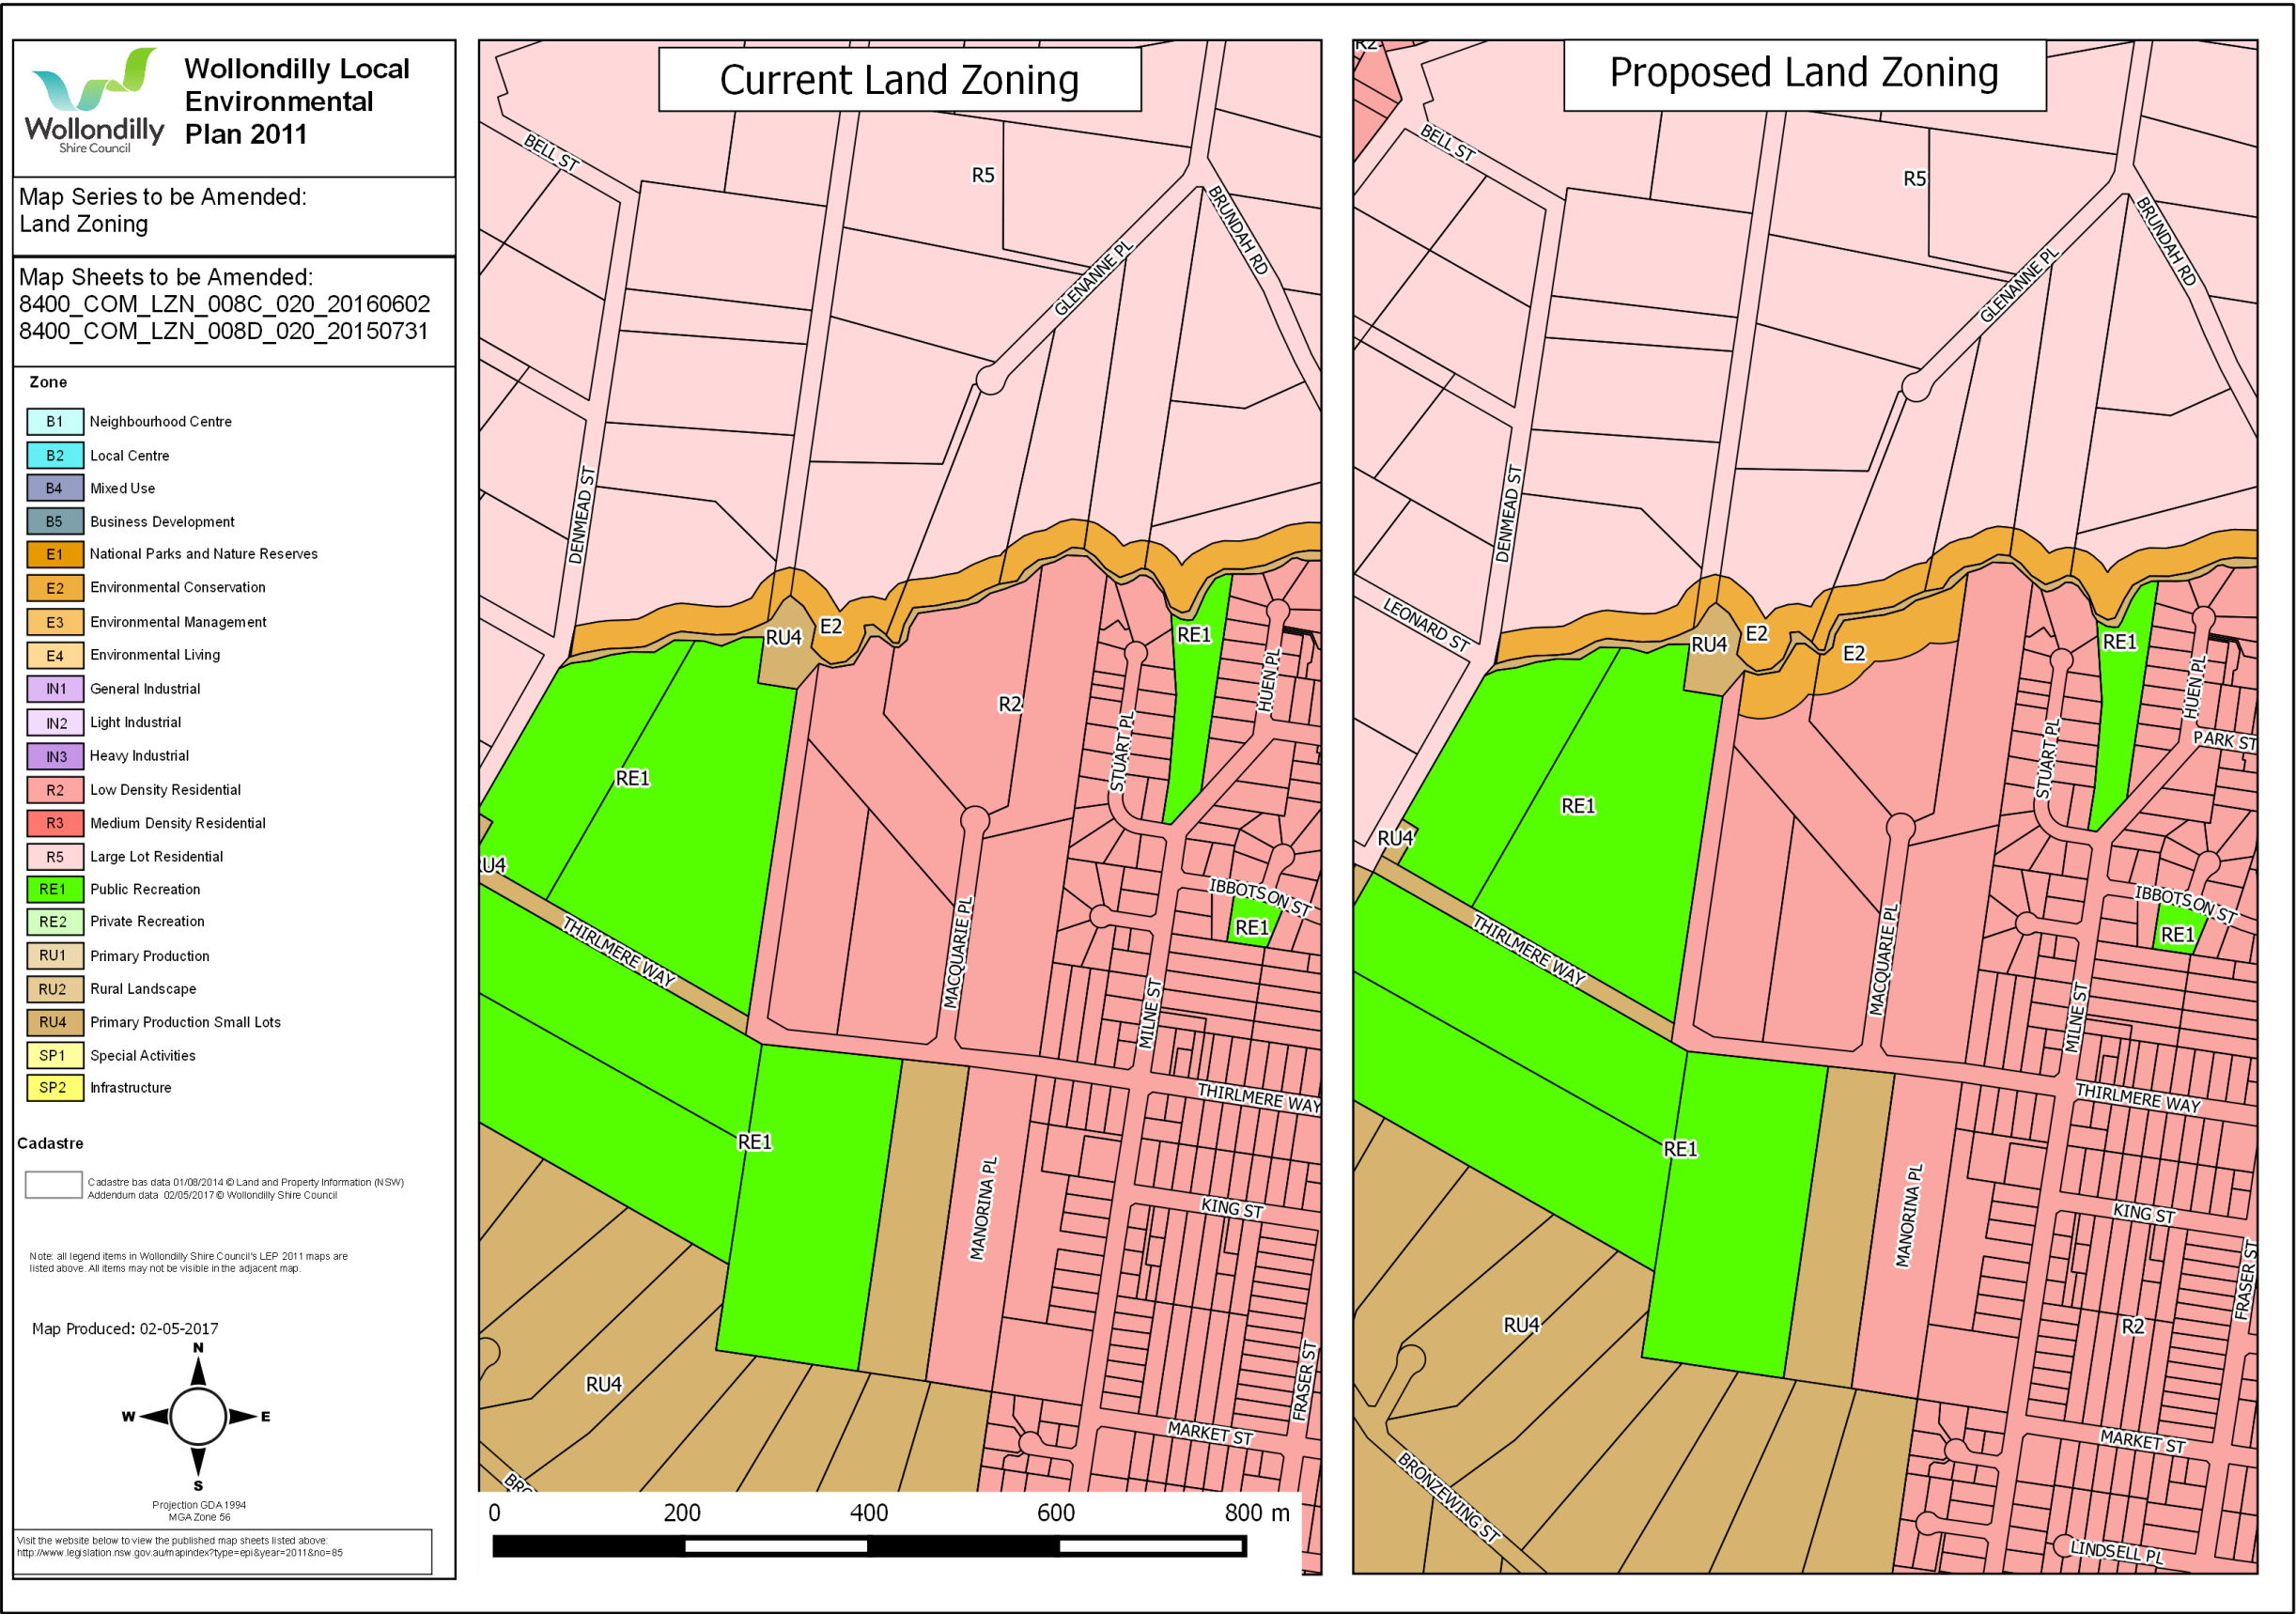 Wollondilly
Shire Council
Wollondilly Local
Environmental
Plan 2011
Map Series to be Amended:
Land Zoning
Map Sheets to be Amended:
8400_COM_LZN_008C_020_20160602
8400_COM_LZN_008D_020_20150731
Zone
B1 Neighbourhood Centre
B2 Local Centre
B4 Mixed Use
B5 Business Development
E1 National Parks and Nature Reserves
E2 Environmental Conservation
E3 Environmental Management
E4 Environmental Living
IN1 General Industrial
IN2 Light Industrial
IN3 Heavy Industrial
R2 Low Density Residential
R3 Medium Density Residential
R5 Large Lot Residential
RE1 Public Recreation
RE2 Private Recreation
RU1 Primary Production
RU2 Rural Landscape
RU4 Primary Production Small Lots
SP1 Special Activities
SP2 Infrastructure
Cadastre
Cadastre bas data 01/08/2014 © Land and Property Information (NSW)
Addendum data 02/05/2017 © Wollondilly Shire Council
Note: all legend items in Wollondilly Shire Council's LEP 2011 maps are
listed above. All items may not be visible in the adjacent map.
Map Produced: 02-05-2017
N
W E
S
Projection GDA 1994
MGA Zone 56
Visit the website below to view the published map sheets listed above:
http://www.legislation.nsw.gov.au/mapindex?type=epi&year=2011&no=85
Current Land Zoning
BELL ST
R5
BRUNDAH RD
GLENANNE PL
DENMEAD ST
RU4
E2
RE1
HUEN PL
R2
STUART PL
RE1
RU4
IBBOTSON ST
RE1
THIRLMERE WAY
MACQUARIE PL
MILNE ST
THIRLMERE WAY
RE1
MANORINA PL
KING ST
FRASER ST
RU4
MARKET ST
BRO
0 200 400 600 800 m
Proposed Land Zoning
R2
BELL ST
R5
BRUNDAH RD
GLENANNE PL
DENMEAD ST
LEONARD ST
RU4
E2
E2
RE1
HUEN PL
PARK ST
STUART PL
RE1
RU4
IBBOTSON ST
RE1
THIRLMERE WAY
MACQUARIE PL
MILNE ST
THIRLMERE WAY
RE1
MANORINA PL
KING ST
FRASER ST
RU4
R2
MARKET ST
BRONZEWING ST
LINDSELL PL